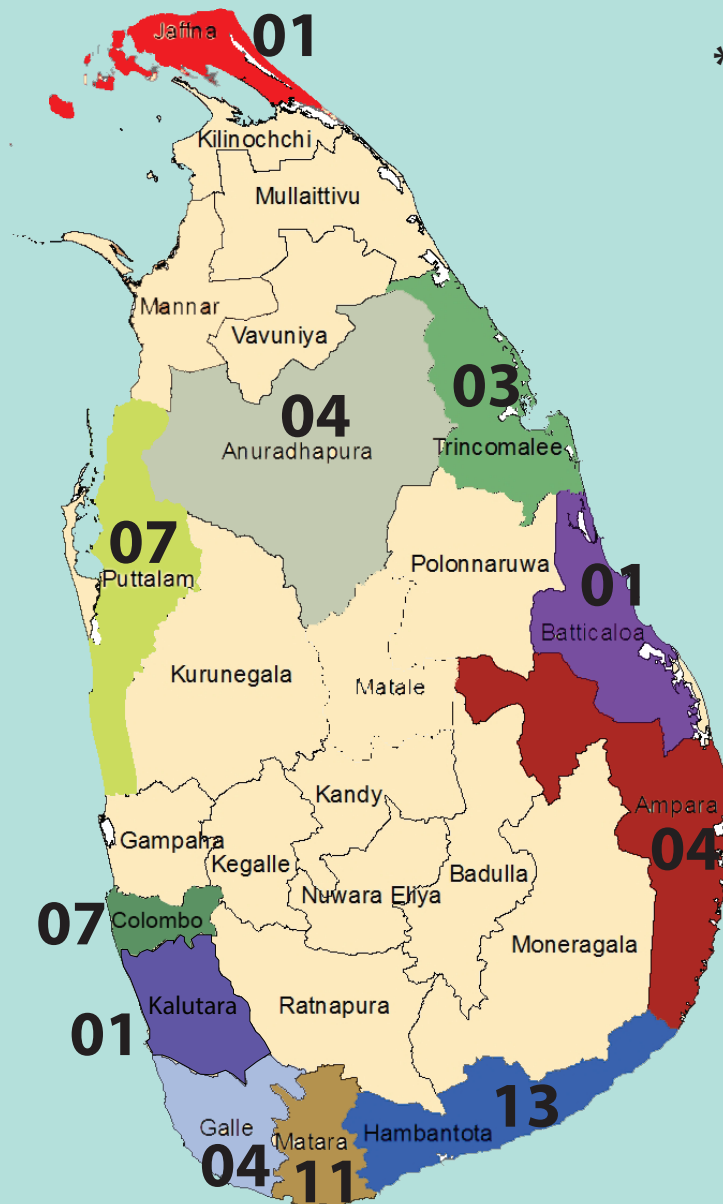 Jaffna 01
*
Kilinochchi
Mullaittivu
Mannar
Vavuniya
04
Anuradhapura
03
Trincomalee
07
Puttalam
Polonnaruwa
01
Batticaloa
Kurunegala
Matale
Kandy
Ampara
04
Gampaha
Kegalle
Badulla
Nuwara Eliya
07 Colombo
Moneragala
Kalutara
01
Ratnapura
13
Hambantota
Galle
04
Matara
11